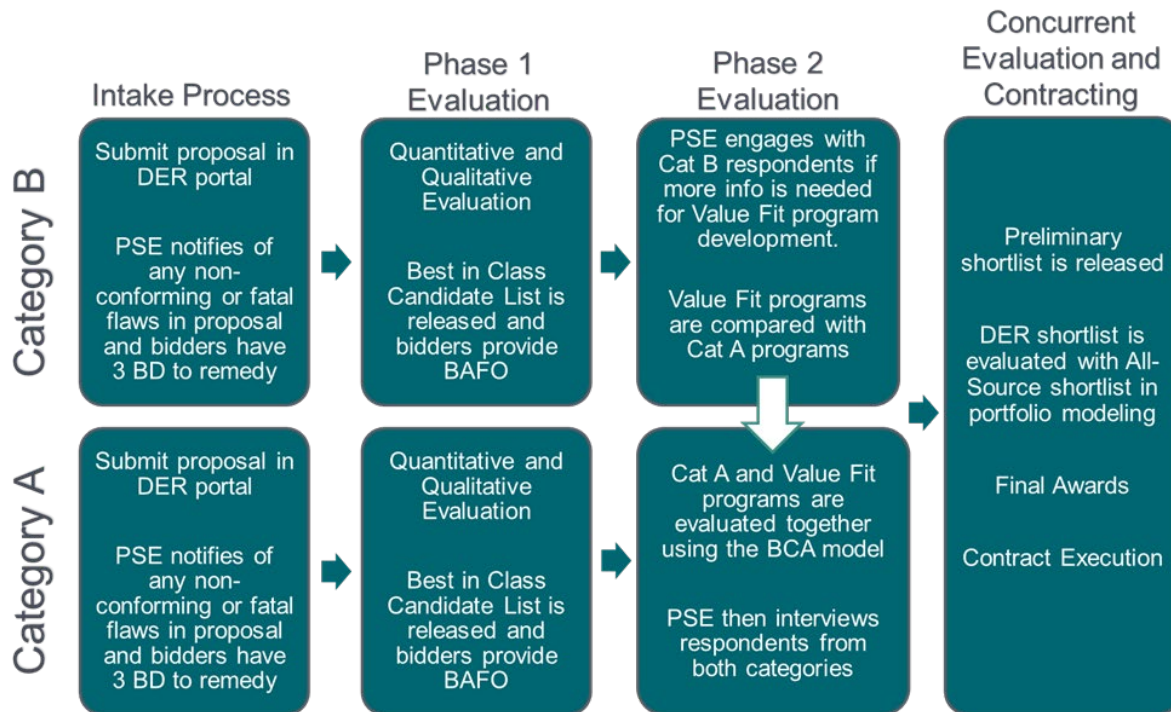 Intake Process
Phase 1
Evaluation
Phase 2
Evaluation
Concurrent
Evaluation and
Contracting
Category B
Submit proposal in
DER portal
PSE notifies of
any non-
conforming or fatal
flaws in proposal
and bidders have
3 BD to remedy
Quantitative and
Qualitative
Evaluation
Best in Class
Candidate List is
released and
bidders provide
BAFO
PSE engages with
Cat B respondents if
more info is needed
for Value Fit program
development.
Value Fit programs
are compared with
Cat A programs
Category A
Submit proposal in
DER portal
PSE notifies of
any non-
conforming or fatal
flaws in proposal
and bidders have
3 BD to remedy
Quantitative and
Qualitative
Evaluation
Best in Class
Candidate List is
released and
bidders provide
BAFO
Cat A and Value Fit
programs are
evaluated together
using the BCA model
PSE then interviews
respondents from
both categories
Preliminary
shortlist is released
DER shortlist is
evaluated with All-
Source shortlist in
portfolio modeling
Final Awards
Contract Execution